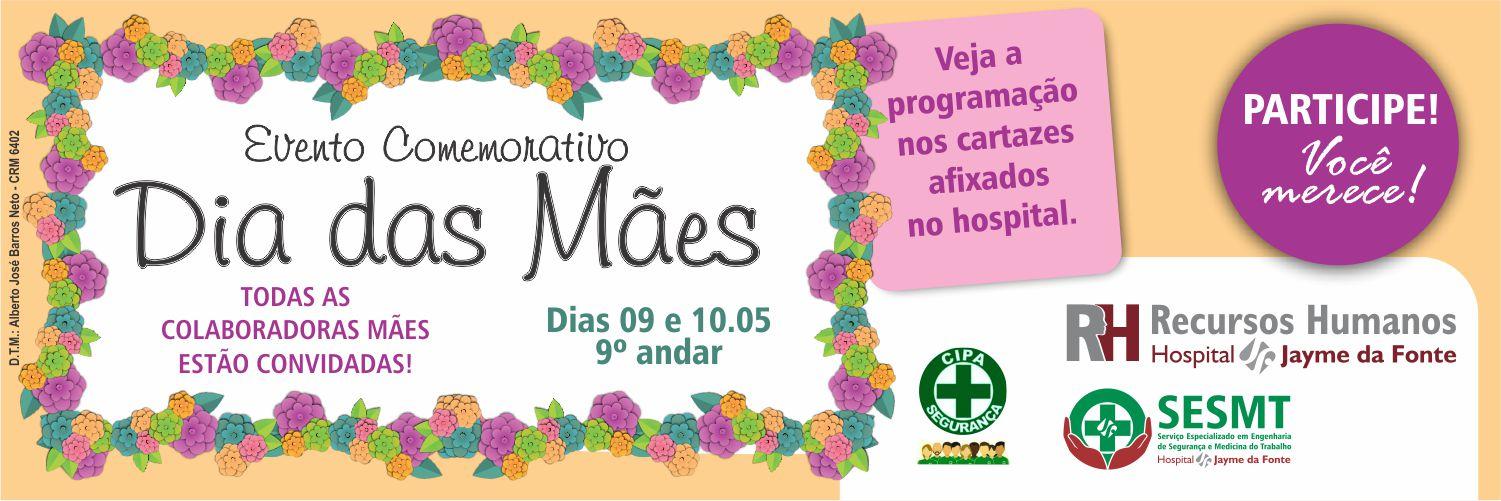 D.T.M.: Alberto José Barros Neto - CRM 6402
Evento Comemorativo
Dia das Mães
TODAS AS
COLABORADORAS MÃES
ESTÃO CONVIDADAS!
Dias 09 e 10.05
9º andar
Veja a
programação
nos cartazes
afixados
no hospital.
PARTICIPE!
Você
merece!
CIPA
SEGURANÇA
RH Recursos Humanos
Hospital Jayme da Fonte
SESMT
Serviço Especializado em Engenharia
de Segurança e Medicina do Trabalho
Hospital Jayme da Fonte